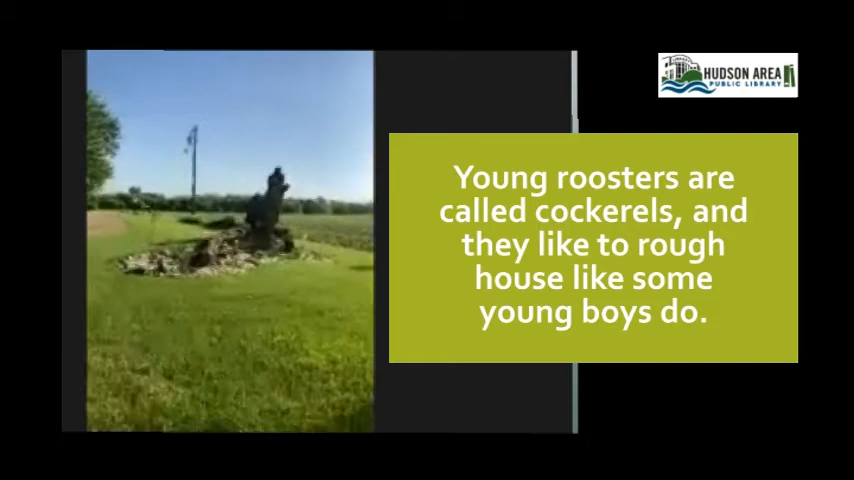 HUDSON AREA
PUBLIC LIBRARY
Young roosters are
called cockerels, and
they like to rough
house like some
young boys do.